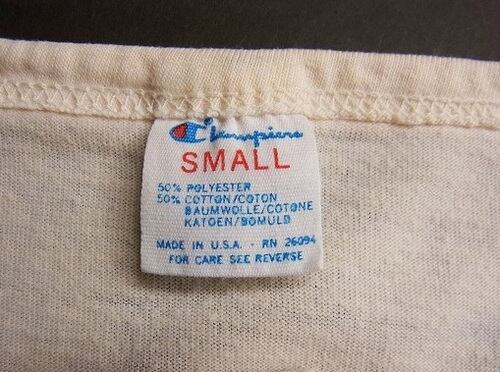 Champion
SMALL
50% POLYESTER
50% COTTON/COTON
BAUMWOLLE/COTONE
KATOEN/BOMULD
MADE IN U.S.A. - RN 26094
FOR CARE SEE REVERSE